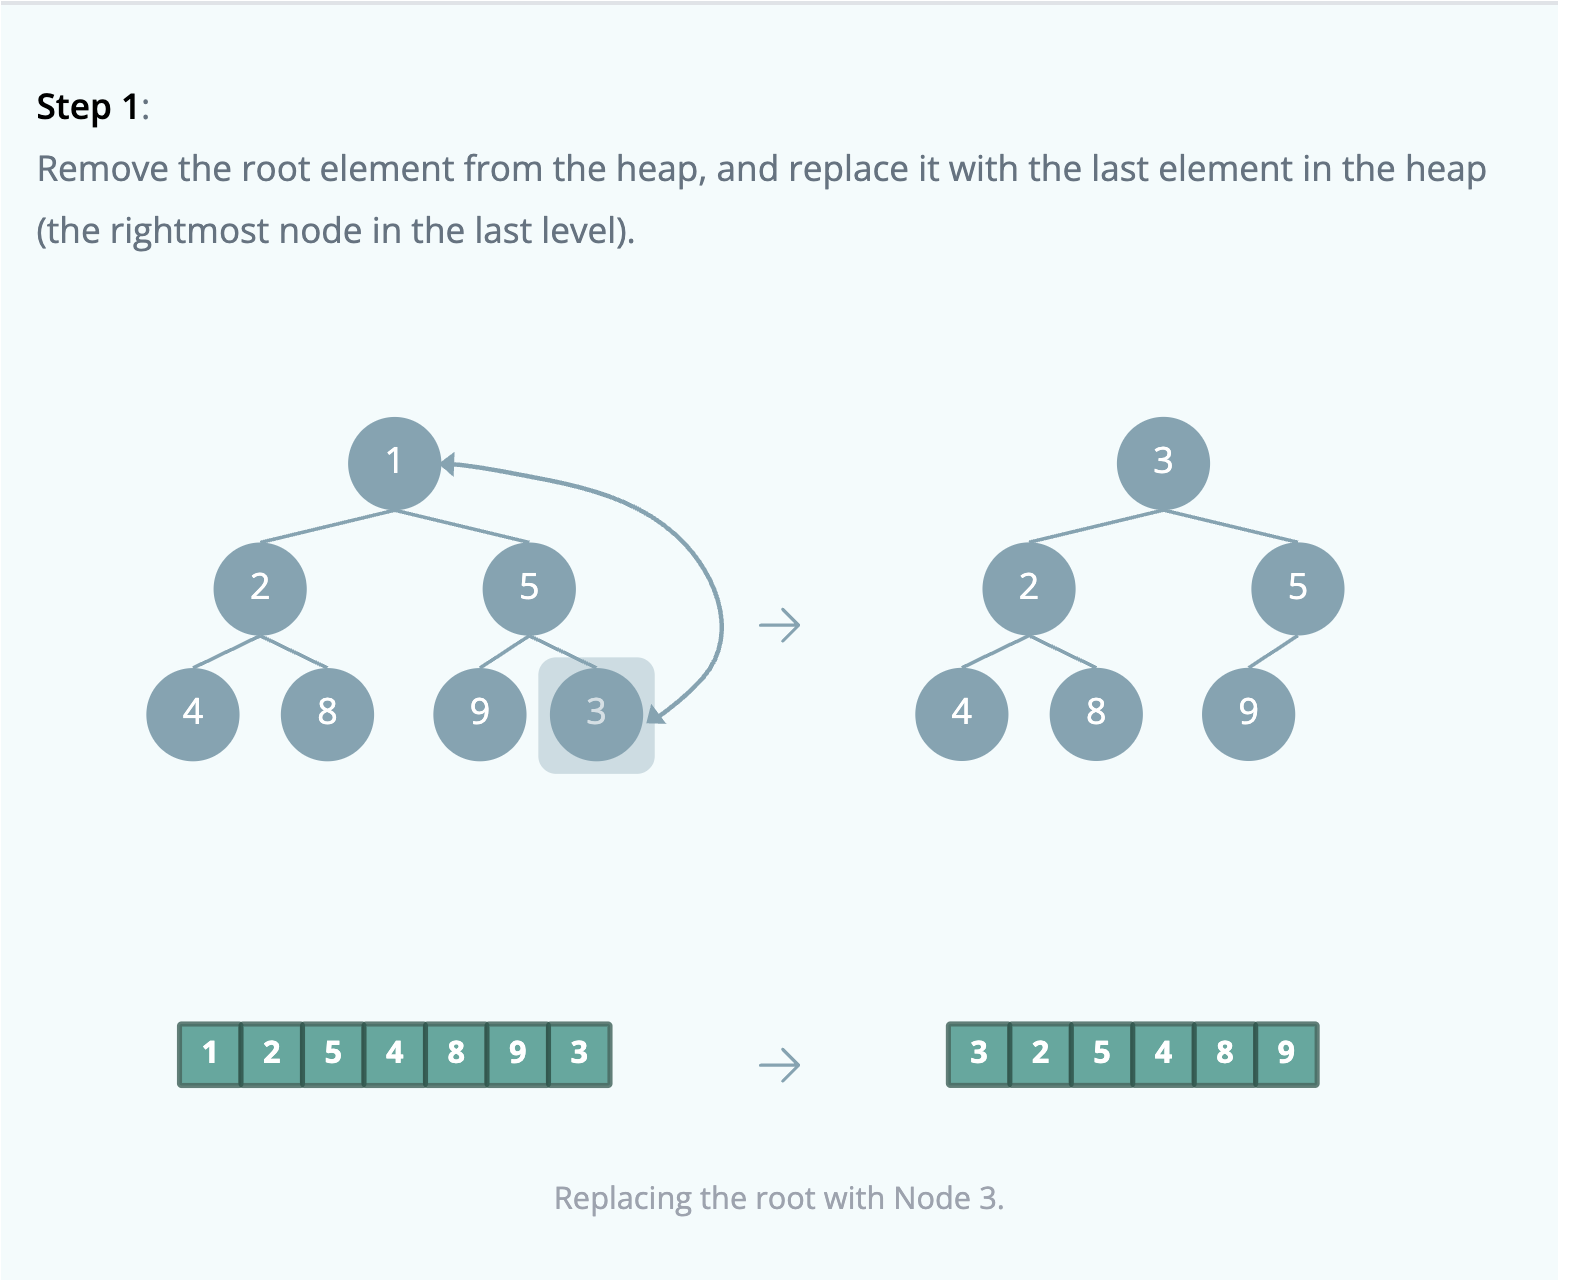 Step 1:
Remove the root element from the heap, and replace it with the last element in the heap
(the rightmost node in the last level).
1
3
2
5
2
5
4
8
9
3
4
8
9
1 2 5 4 8 9 3
3 2 5 4 8 9
Replacing the root with Node 3.